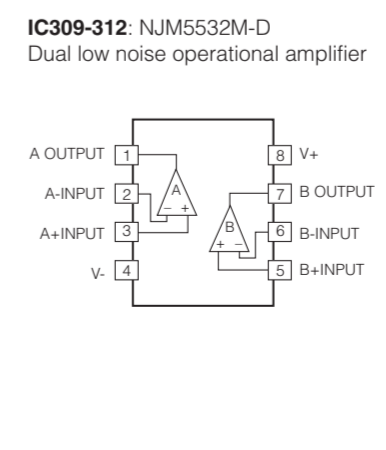 IC309-312: NJM5532M-D
Dual low noise operational amplifier
A OUTPUT 1
8 V+
A-INPUT 2
A
7 B OUTPUT
- +
A+INPUT 3
B
6 B-INPUT
+ -
V- 4
5 B+INPUT